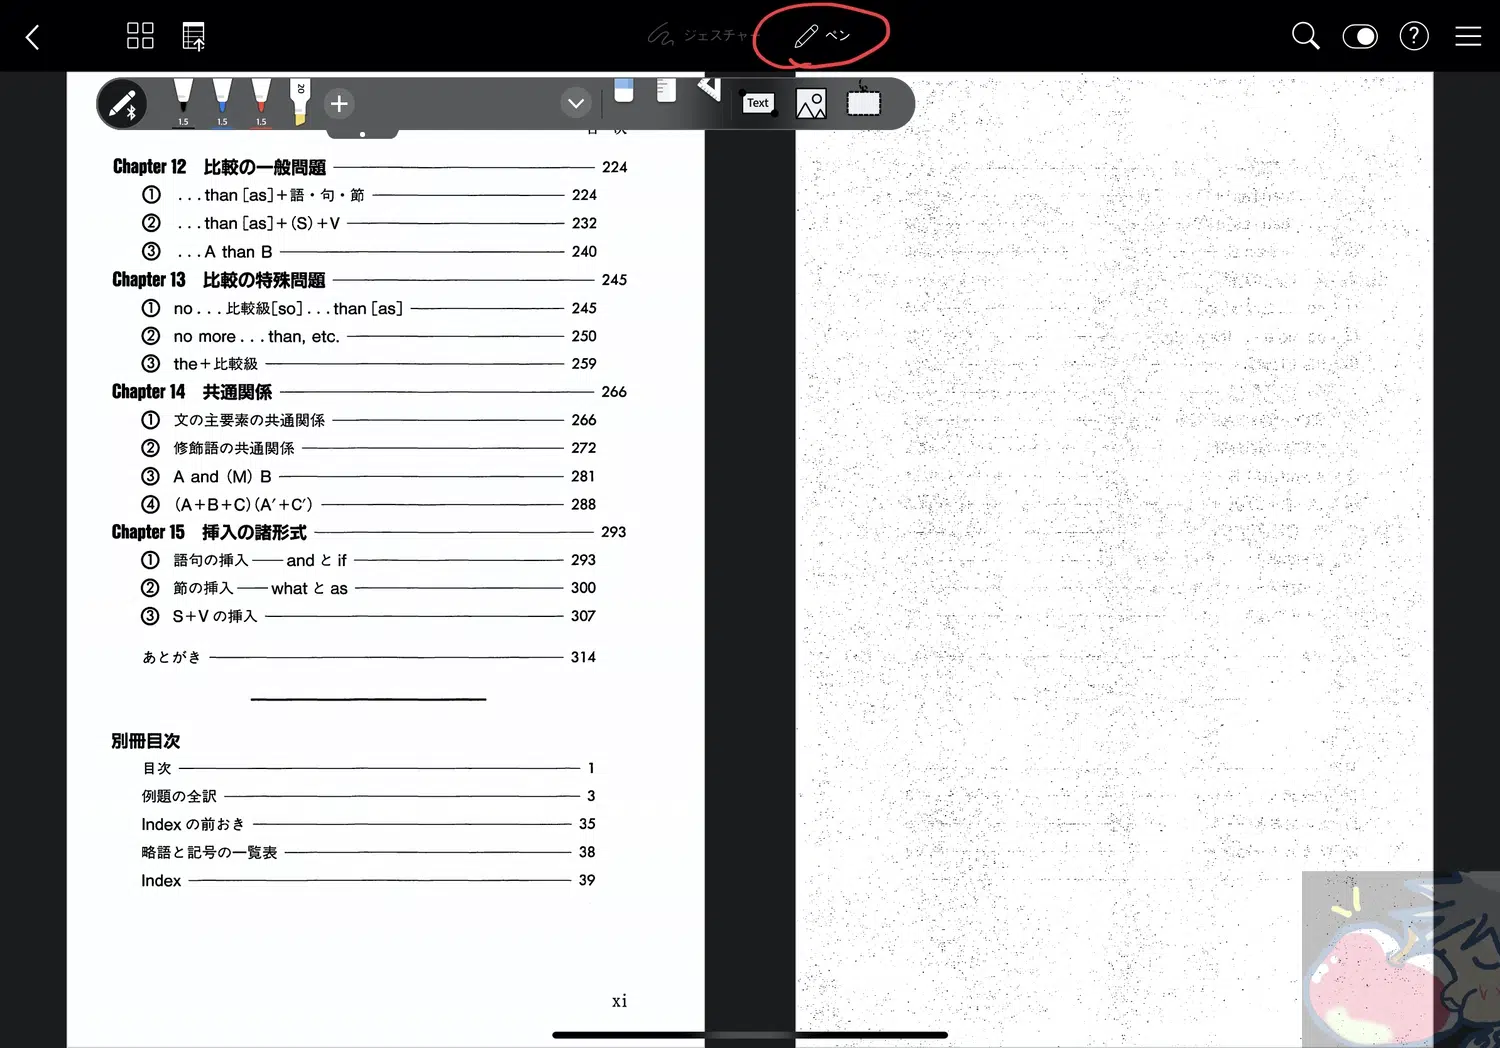 ジェスチャー ペン
1.5 1.5 1.5 20
Text
目 次
Chapter 12 比較の一般問題 224
① ...than [as]+語・句・節 224
② ...than [as]+(S)+V 232
③ ...A than B 240
Chapter 13 比較の特殊問題 245
① no...比較級[so]...than [as] 245
② no more...than, etc. 250
③ the+比較級 259
Chapter 14 共通関係 266
① 文の主要素の共通関係 266
② 修飾語の共通関係 272
③ A and (M) B 281
④ (A+B+C)(A′+C′) 288
Chapter 15 挿入の諸形式 293
① 語句の挿入——and と if 293
② 節の挿入——what と as 300
③ S+V の挿入 307
あとがき 314
別冊目次
目次 1
例題の全訳 3
Index の前おき 35
略語と記号の一覧表 38
Index 39
xi